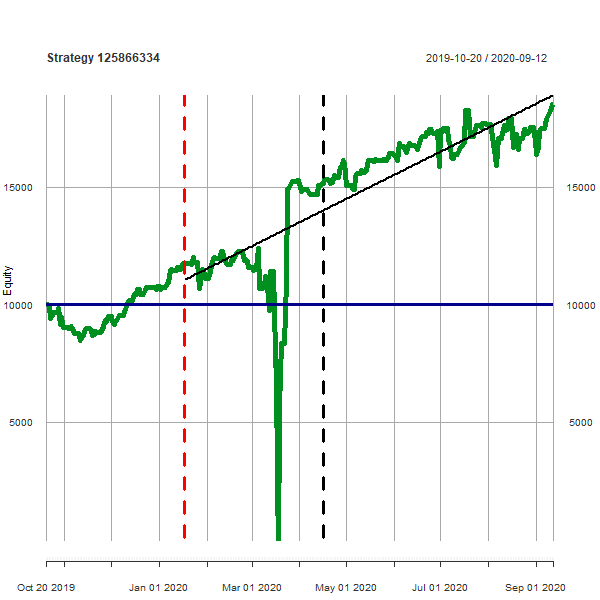 Strategy 125866334
2019-10-20 / 2020-09-12
15000
15000
Equity
10000
10000
5000
5000
Oct 20 2019
Jan 01 2020
Mar 01 2020
May 01 2020
Jul 01 2020
Sep 01 2020